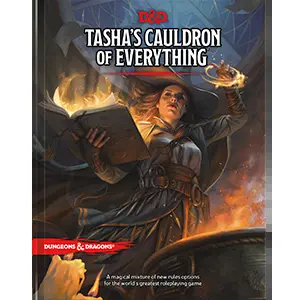 D&D
TASHA'S CAULDRON
OF EVERYTHING
DUNGEONS & DRAGONS®
A magical mixture of new rules options
for the world's greatest roleplaying game